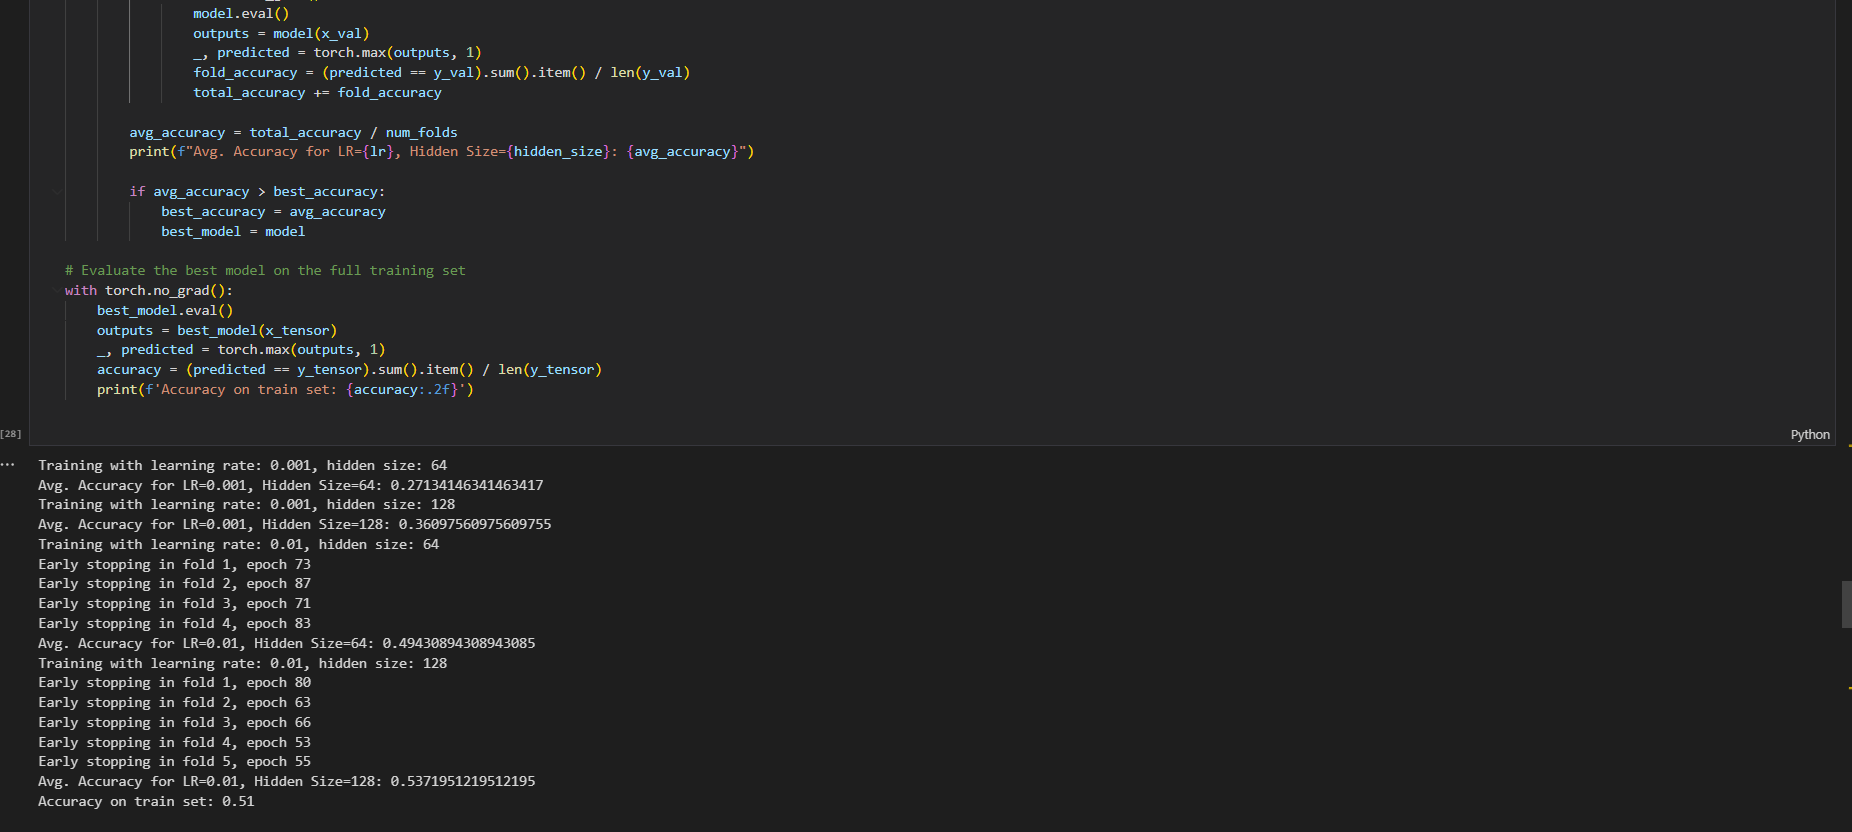 model.eval()
outputs = model(x_val)
_, predicted = torch.max(outputs, 1)
fold_accuracy = (predicted == y_val).sum().item() / len(y_val)
total_accuracy += fold_accuracy
avg_accuracy = total_accuracy / num_folds
print(f"Avg. Accuracy for LR={lr}, Hidden Size={hidden_size}: {avg_accuracy}")
if avg_accuracy > best_accuracy:
best_accuracy = avg_accuracy
best_model = model
# Evaluate the best model on the full training set
with torch.no_grad():
best_model.eval()
outputs = best_model(x_tensor)
_, predicted = torch.max(outputs, 1)
accuracy = (predicted == y_tensor).sum().item() / len(y_tensor)
print(f'Accuracy on train set: {accuracy:.2f}')
[28]
Python
Training with learning rate: 0.001, hidden size: 64
Avg. Accuracy for LR=0.001, Hidden Size=64: 0.27134146341463417
Training with learning rate: 0.001, hidden size: 128
Avg. Accuracy for LR=0.001, Hidden Size=128: 0.36097560975609755
Training with learning rate: 0.01, hidden size: 64
Early stopping in fold 1, epoch 73
Early stopping in fold 2, epoch 87
Early stopping in fold 3, epoch 71
Early stopping in fold 4, epoch 83
Avg. Accuracy for LR=0.01, Hidden Size=64: 0.49430894308943085
Training with learning rate: 0.01, hidden size: 128
Early stopping in fold 1, epoch 80
Early stopping in fold 2, epoch 63
Early stopping in fold 3, epoch 66
Early stopping in fold 4, epoch 53
Early stopping in fold 5, epoch 55
Avg. Accuracy for LR=0.01, Hidden Size=128: 0.5371951219512195
Accuracy on train set: 0.51